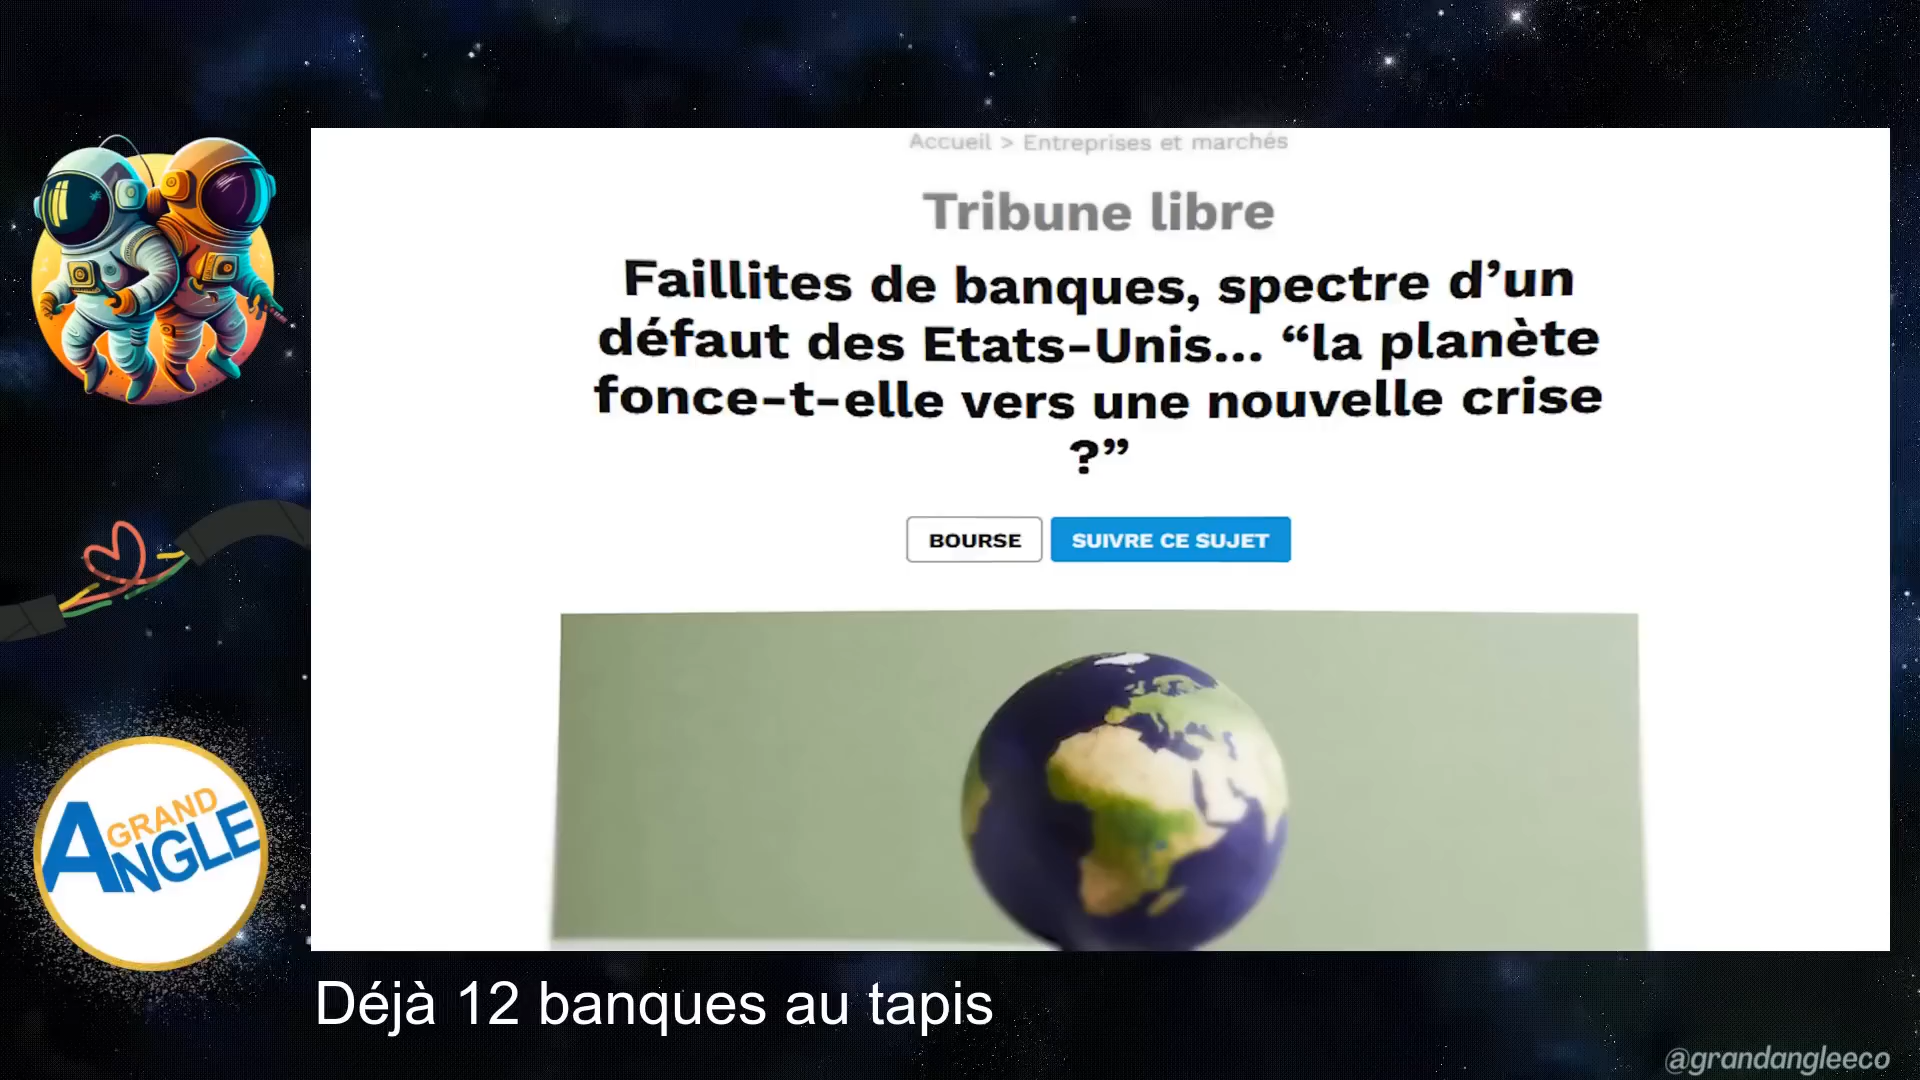 Accueil > Entreprises et marchés
Tribune libre
Faillites de banques, spectre d’un
défaut des Etats-Unis... “la planète
fonce-t-elle vers une nouvelle crise
?”
BOURSE
SUIVRE CE SUJET
GRAND
ANGLE
Déjà 12 banques au tapis
@grandangleeco